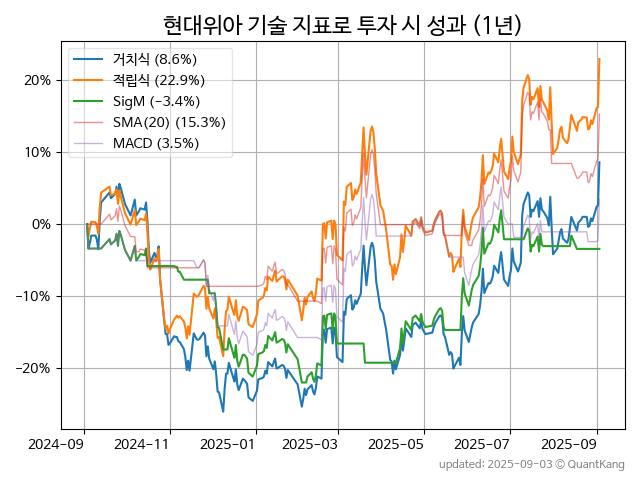 현대위아 기술 지표로 투자 시 성과 (1년)
거치식 (8.6%)
적립식 (22.9%)
SigM (−3.4%)
SMA(20) (15.3%)
MACD (3.5%)
20%
10%
0%
−10%
−20%
2024-09 2024-11 2025-01 2025-03 2025-05 2025-07 2025-09
updated: 2025-09-03 © QuantKang